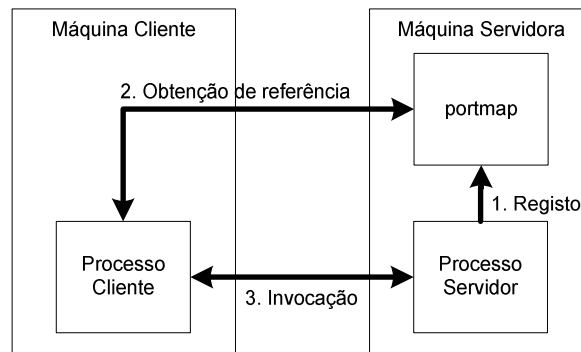 Máquina Cliente
Máquina Servidora
2. Obtenção de referência
portmap
1. Registo
Processo
Cliente
Processo
Servidor
3. Invocação